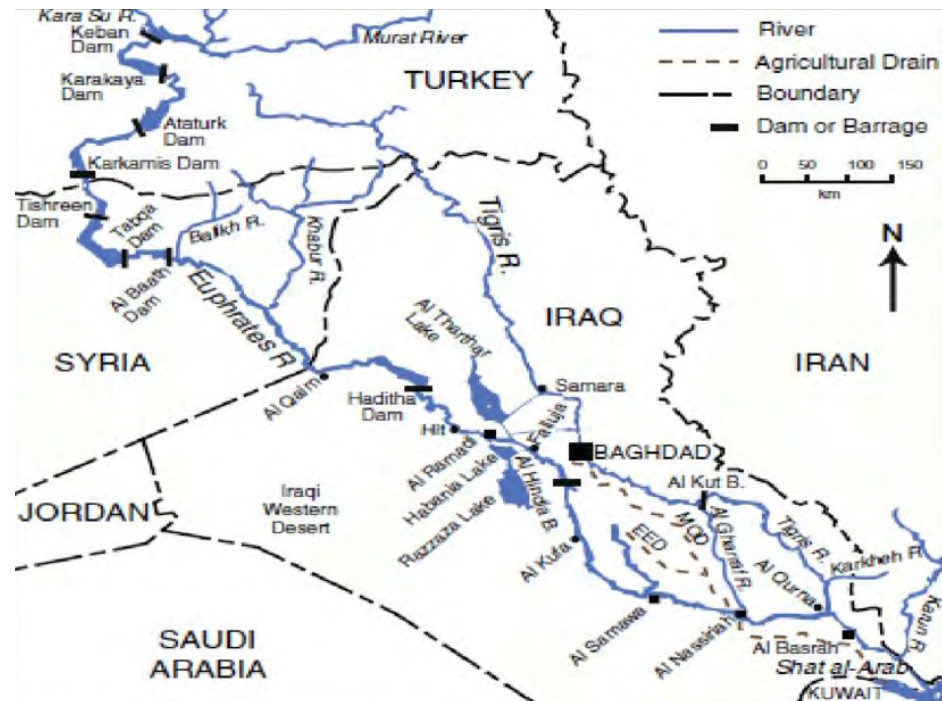 Kara Su R.
Keban
Dam
Murat River
Karakaya
Dam
TURKEY
Ataturk
Dam
Karkamis Dam
River
Agricultural Drain
Boundary
Dam or Barrage
0 50 100 150
km
N
Tishreen
Dam
Tabqa
Dam
Balikh R.
Khabur R.
Al Baath
Dam
Euphrates R
Tigris R.
SYRIA
IRAQ
IRAN
Al Tharthar
Lake
Al Qaim
Haditha
Dam
Samara
Hit
Falluja
BAGHDAD
Al Ramadi
Habania Lake
Razzaza Lake
Al Hindia B.
Al Kut B.
JORDAN
Iraqi
Western
Desert
MOD
EED
Al Gharraf R.
Tigris R.
Karkheh R
Al Kufa
Al Qurna
Karun R.
Al Samawa
Al Nassiriah
Al Basrah
Shat al-Arab
SAUDI
ARABIA
KUWAIT